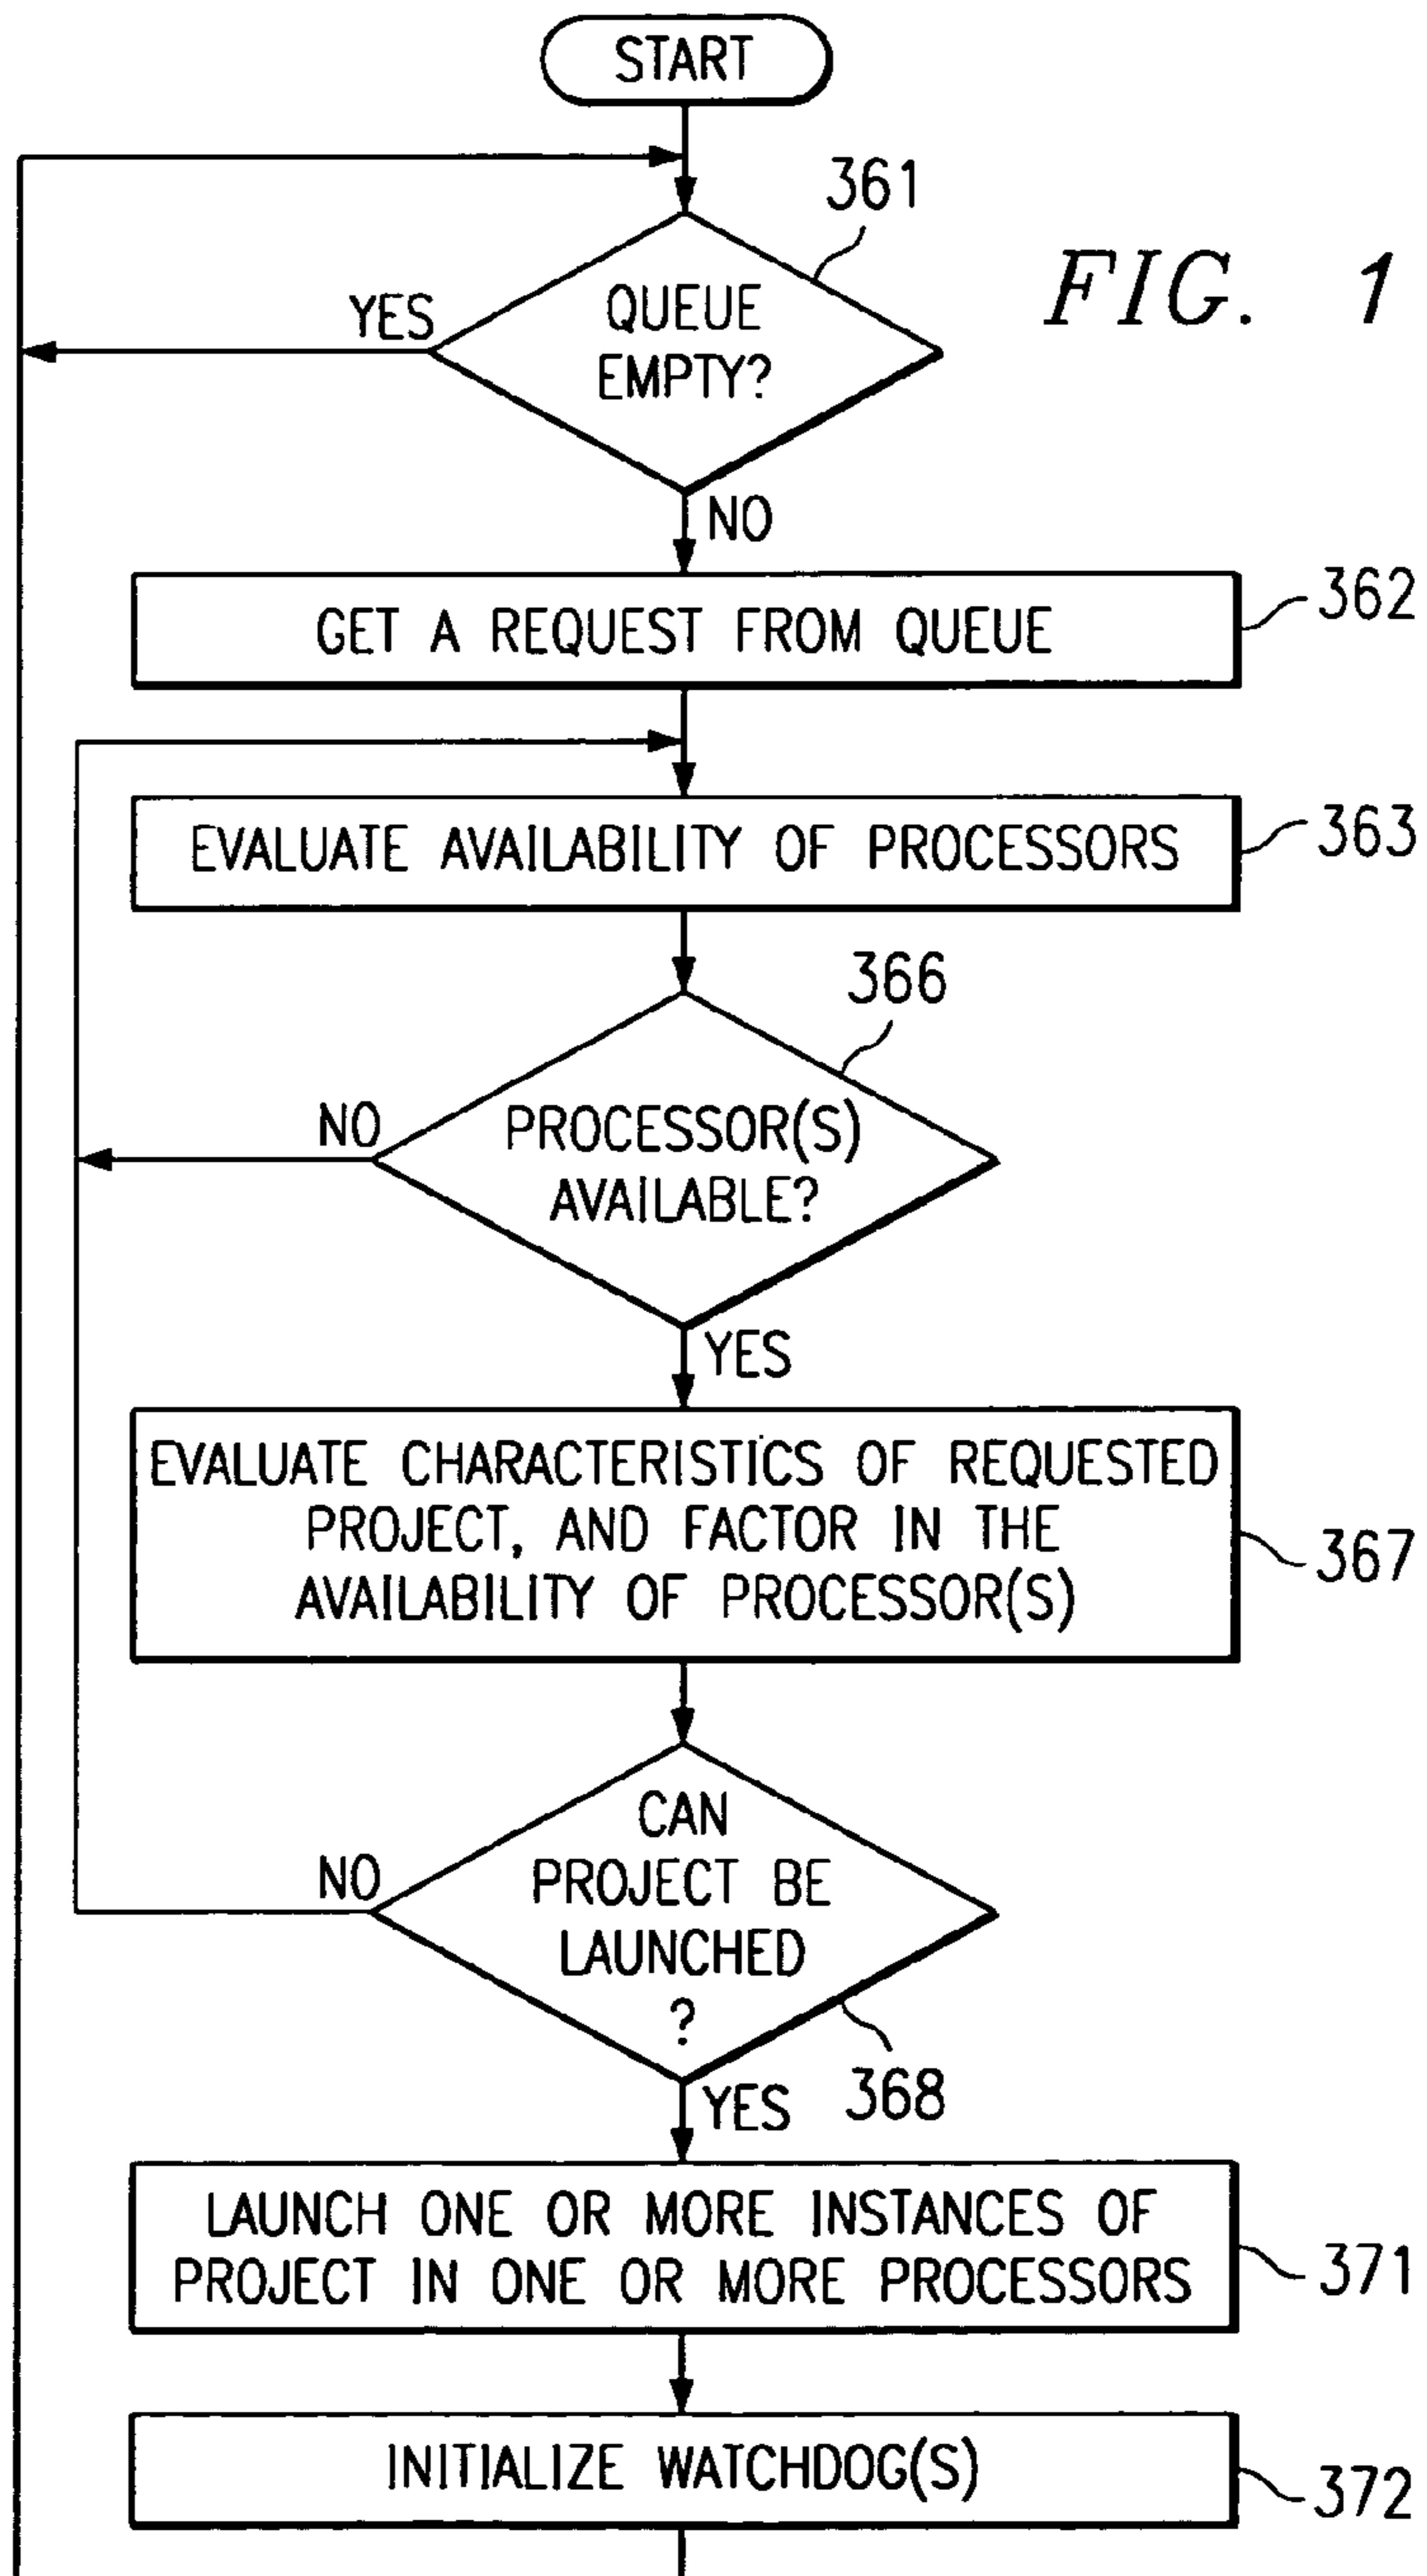 START
361
FIG. 1
YES
QUEUE
EMPTY?
NO
362
GET A REQUEST FROM QUEUE
363
EVALUATE AVAILABILITY OF PROCESSORS
366
NO
PROCESSOR(S)
AVAILABLE?
YES
EVALUATE CHARACTERISTICS OF REQUESTED
PROJECT, AND FACTOR IN THE
AVAILABILITY OF PROCESSOR(S)
367
CAN
NO
PROJECT BE
LAUNCHED
?
368
YES
LAUNCH ONE OR MORE INSTANCES OF
PROJECT IN ONE OR MORE PROCESSORS
371
INITIALIZE WATCHDOG(S)
372